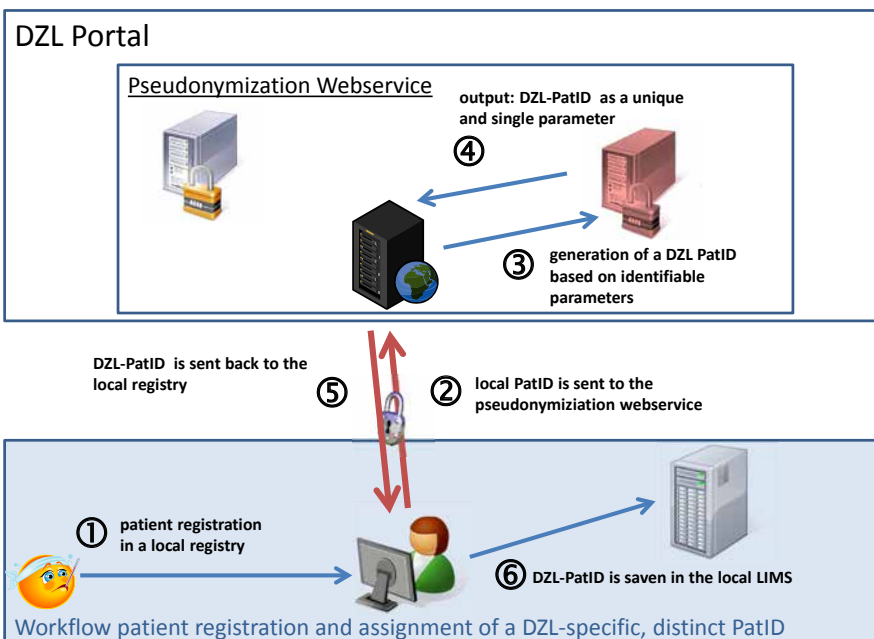 DZL Portal
Pseudonymization Webservice
output: DZL-PatID as a unique
and single parameter
④
③
generation of a DZL PatID
based on identifiable
parameters
DZL-PatID is sent back to the
local registry
⑤
②
local PatID is sent to the
pseudonymiziation webservice
①
patient registration
in a local registry
⑥ DZL-PatID is saven in the local LIMS
Workflow patient registration and assignment of a DZL-specific, distinct PatID